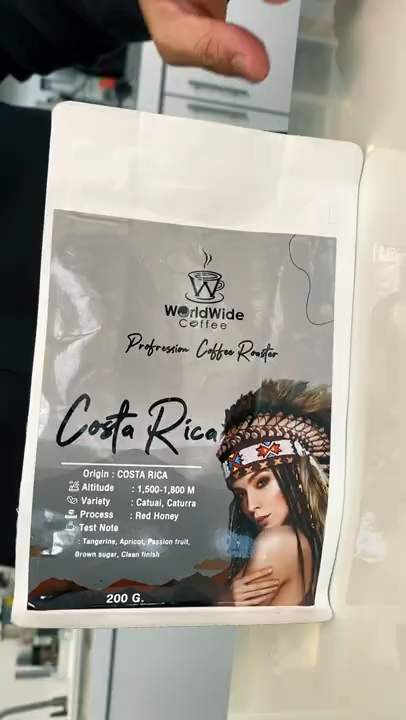 W
WorldWide
Coffee
Profression Coffee Roaster
Costa Rica
Origin : COSTA RICA
Altitude : 1,500-1,800 M
Variety : Catuai, Caturra
Process : Red Honey
Test Note
: Tangerine, Apricot, Passion fruit,
Brown sugar, Clean finish
200 G.